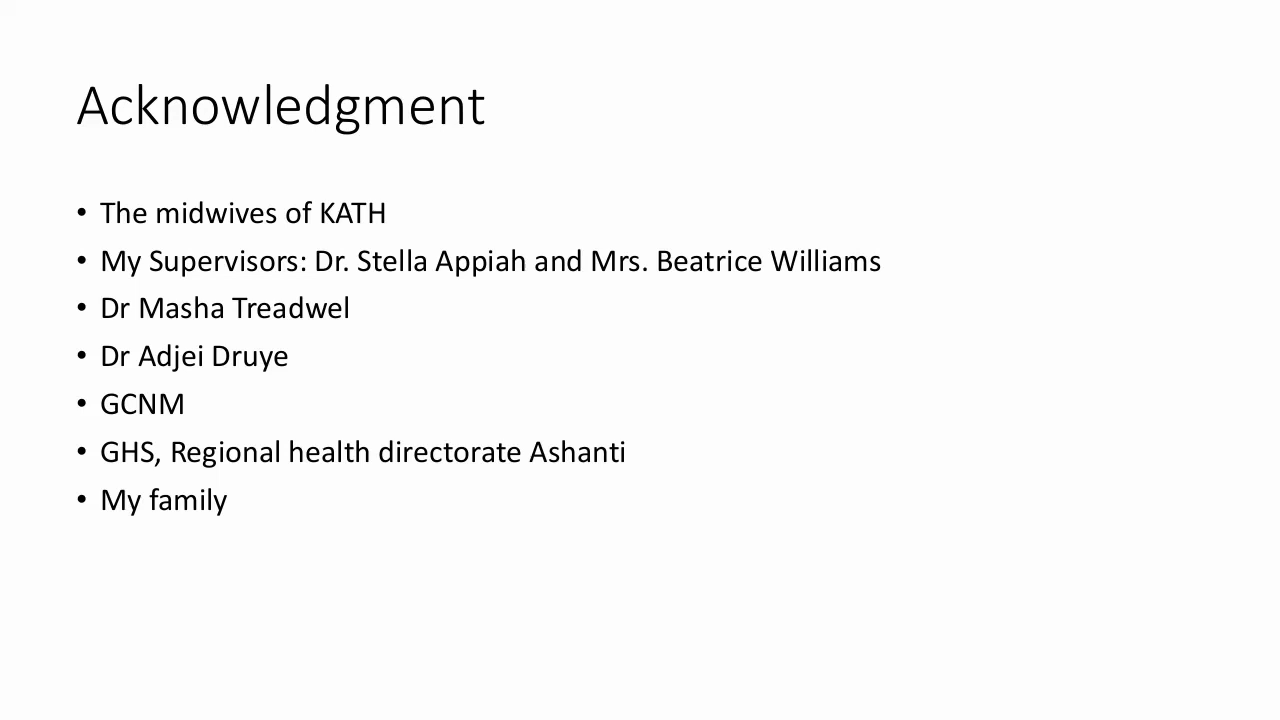 Acknowledgment
• The midwives of KATH
• My Supervisors: Dr. Stella Appiah and Mrs. Beatrice Williams
• Dr Masha Treadwel
• Dr Adjei Druye
• GCNM
• GHS, Regional health directorate Ashanti
• My family